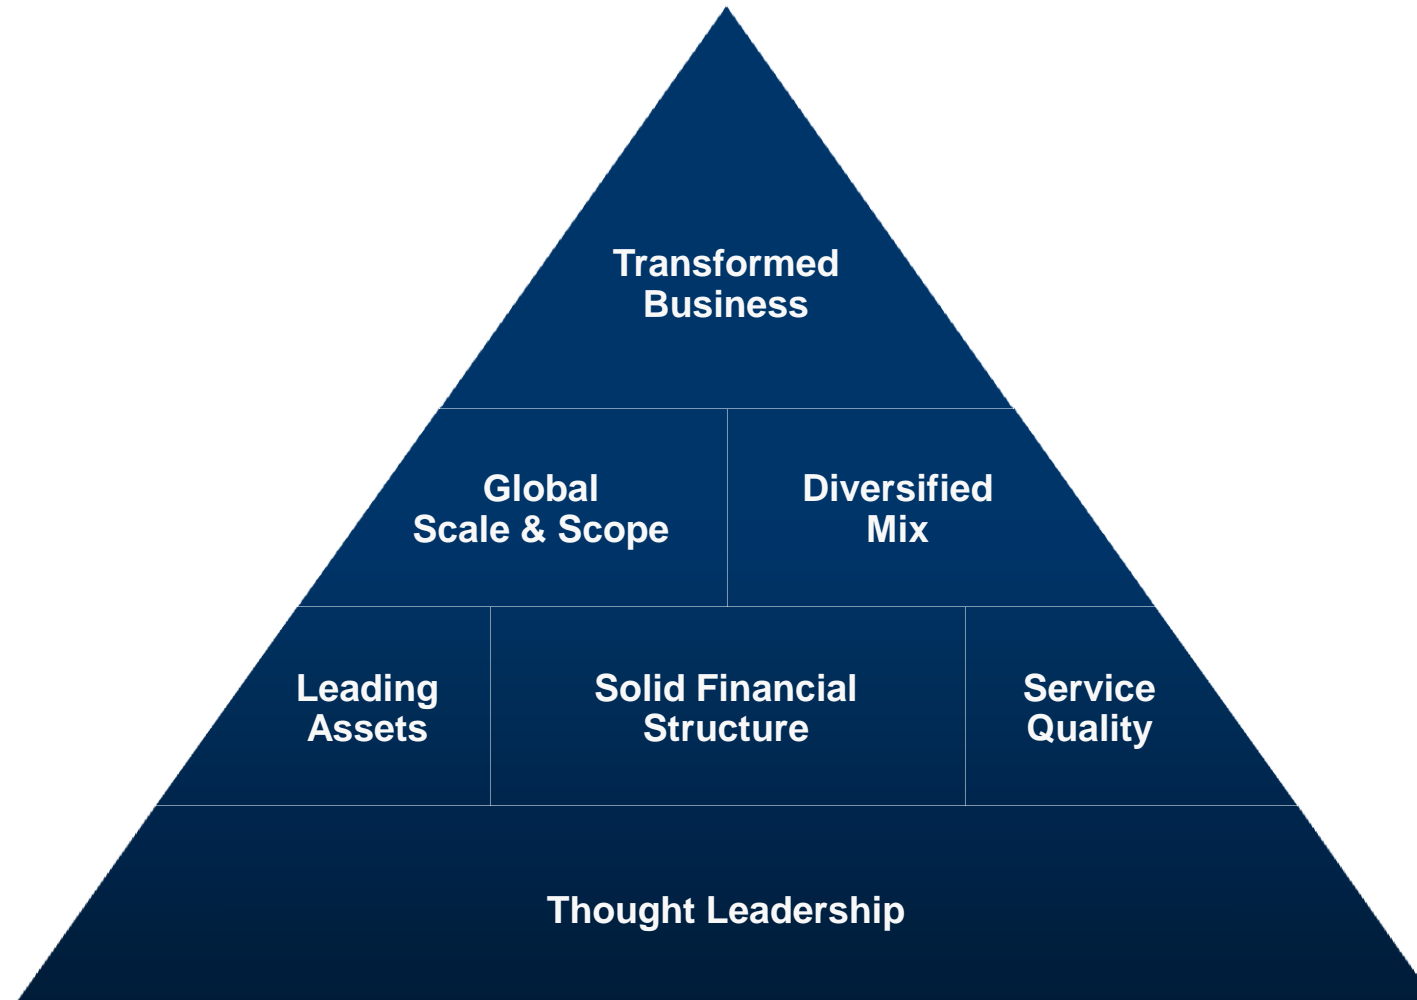 Transformed
Business
Global
Scale & Scope
Diversified
Mix
Leading
Assets
Solid Financial
Structure
Service
Quality
Thought Leadership